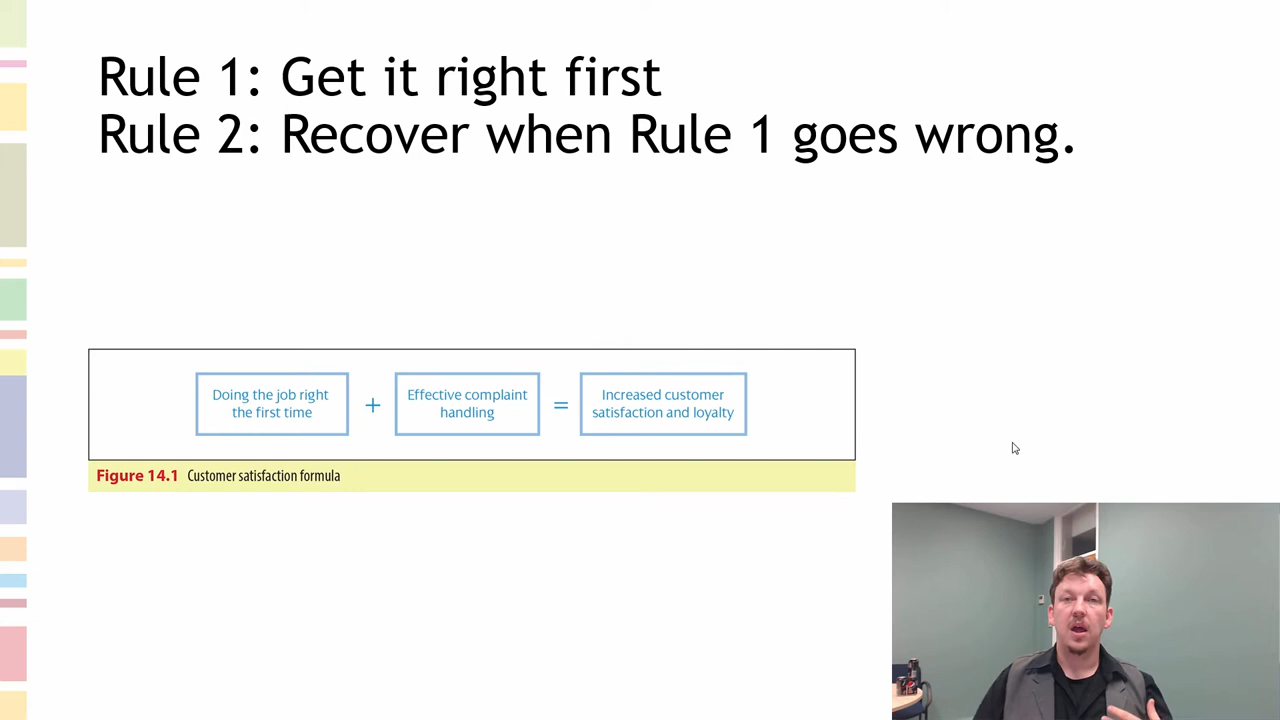 Rule 1: Get it right first
Rule 2: Recover when Rule 1 goes wrong.
Doing the job right
the first time
+
Effective complaint
handling
=
Increased customer
satisfaction and loyalty
Figure 14.1 Customer satisfaction formula